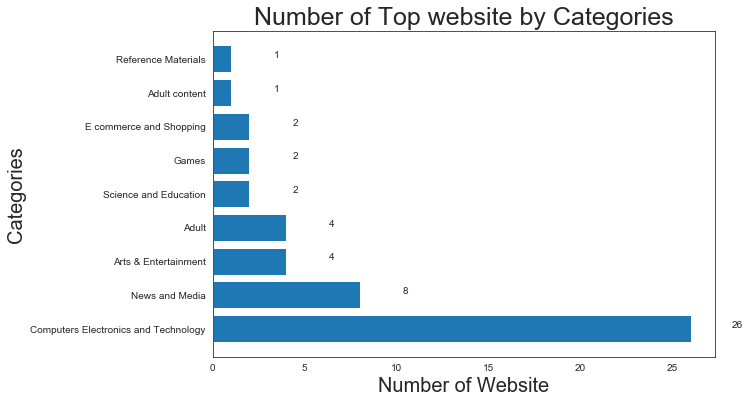 Number of Top website by Categories
Categories
Reference Materials 1
Adult content 1
E commerce and Shopping 2
Games 2
Science and Education 2
Adult 4
Arts & Entertainment 4
News and Media 8
Computers Electronics and Technology 26
0 5 10 15 20 25
Number of Website